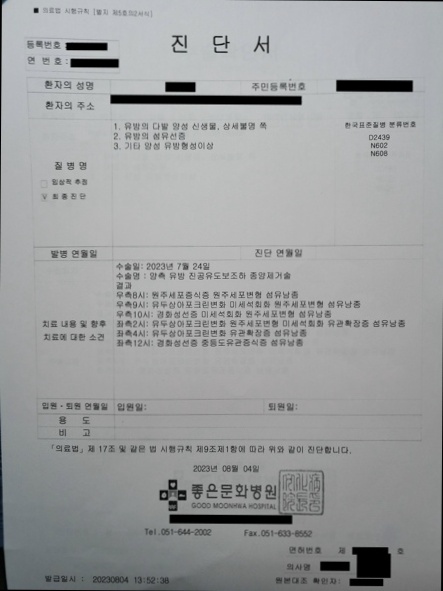 ■ 의료법 시행규칙 [별지 제5호의2서식]
진 단 서
등록번호 :
연 번 호 :
환자의 성명
주민등록번호
환자의 주소
1. 유방의 다발 양성 신생물, 상세불명 쪽
2. 유방의 섬유선증
3. 기타 양성 유방형성이상
한국표준질병 분류번호
D2439
N602
N608
질 병 명
임상적 추정
최 종 진 단
발병 연월일
진단 연월일
수술일: 2023년 7월 24일
수술명 : 양측 유방 진공유도보조하 종양제거술
결과
우측8시: 원주세포증식증 원주세포변형 섬유낭종
우측9시: 유두상아포크린변화 미세석회화 원주세포변형 섬유낭종
우측10시: 경화성선증 미세석회화 원주세포변형 섬유낭종
좌측2시: 유두상아포크린변화 원주세포변형 미세석회화 유관확장증 섬유낭종
좌측4시: 유두상아포크린변화 유관확장증 섬유낭종
좌측12시: 경화성선증 중등도유관증식증 섬유낭종
치료 내용 및 향후
치료에 대한 소견
입원 · 퇴원 연월일
입원일:
퇴원일:
용 도
비 고
「의료법」제 17조 및 같은 법 시행규칙 제9조제1항에 따라 위와 같이 진단합니다.
2023년 08월 04일
좋은문화병원
GOOD MOONHWA HOSPITAL
Tel.051-644-2002 Fax.051-633-8552
면허번호 제 호
의사명
발급일시 : 20230804 13:52:38
원본대조 확인자: